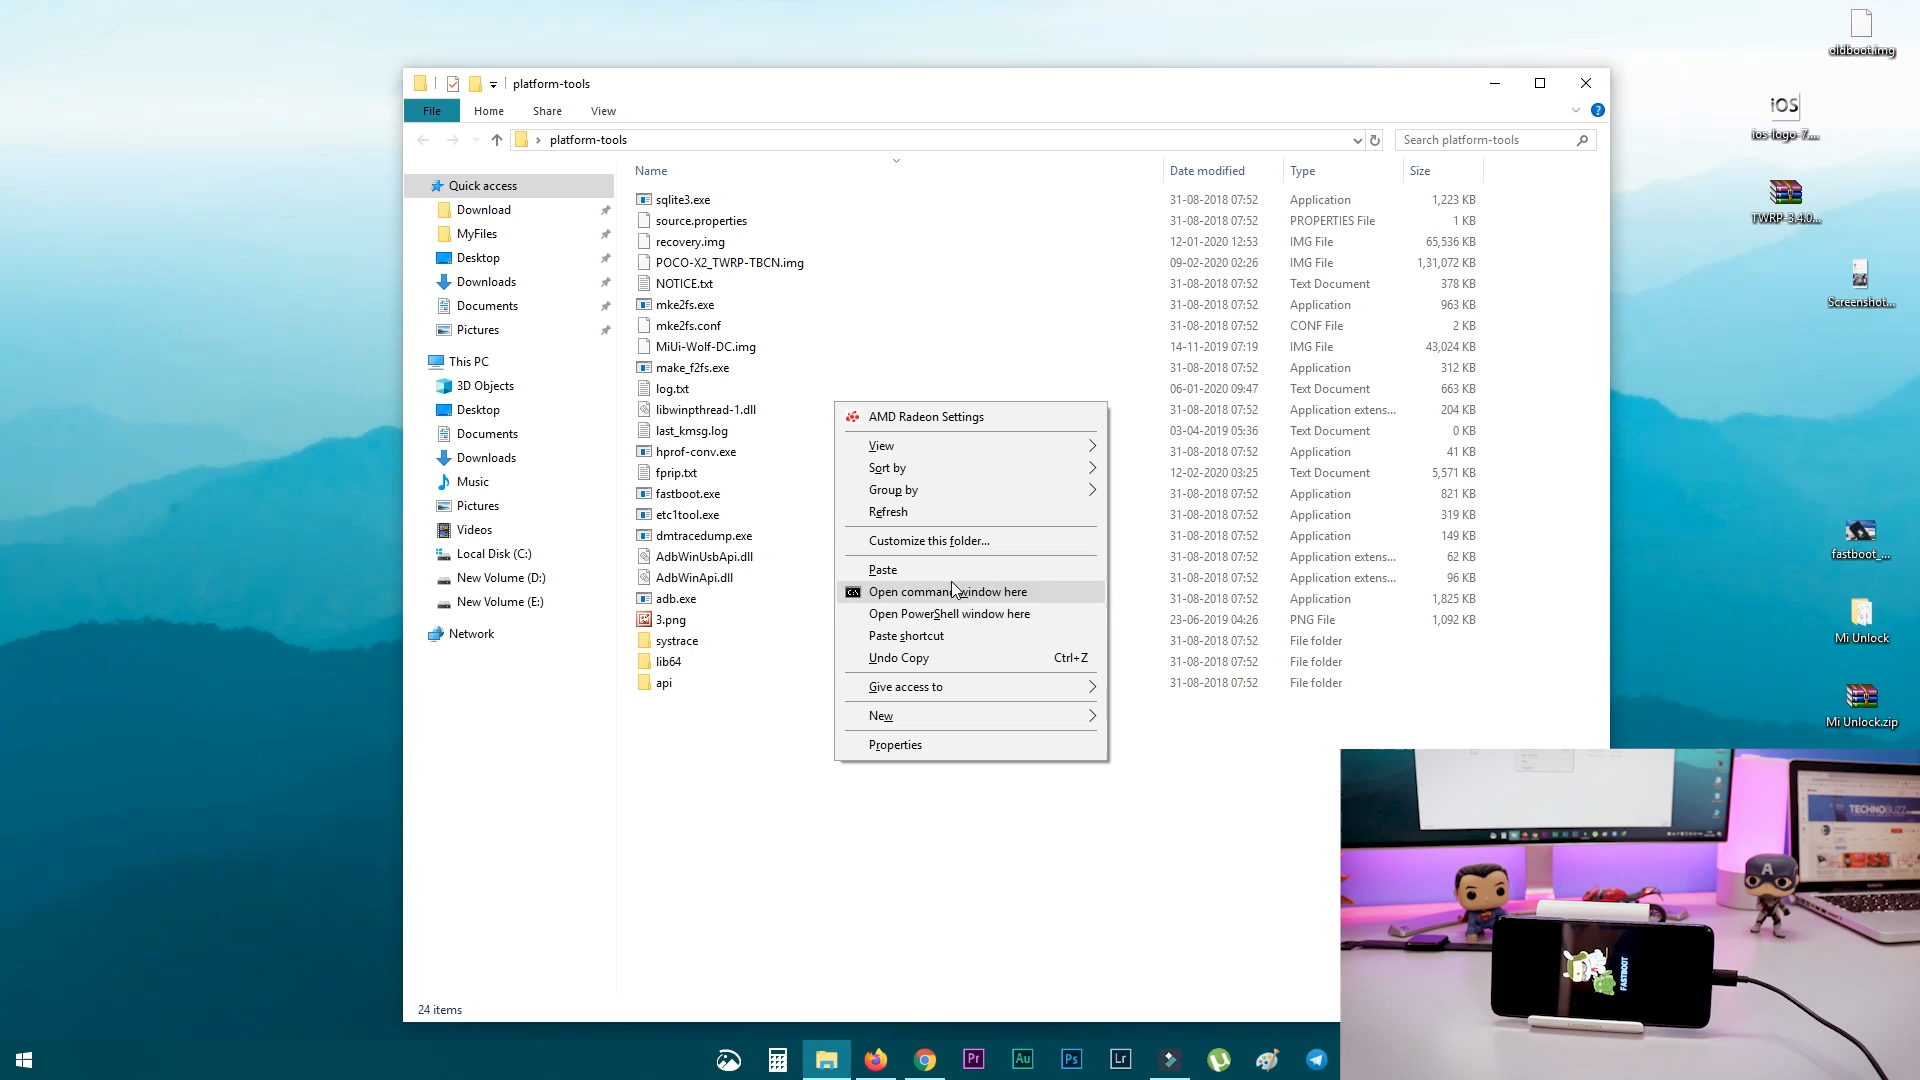 oldboot.img
iOS
ios-logo-7....
TWRP-3.4.0...
Screenshot...
fastboot_...
Mi Unlock
Mi Unlock.zip
platform-tools
File Home Share View
platform-tools
Search platform-tools
Quick access
Download
MyFiles
Desktop
Downloads
Documents
Pictures
This PC
3D Objects
Desktop
Documents
Downloads
Music
Pictures
Videos
Local Disk (C:)
New Volume (D:)
New Volume (E:)
Network
Name Date modified Type Size
sqlite3.exe 31-08-2018 07:52 Application 1,223 KB
source.properties 31-08-2018 07:52 PROPERTIES File 1 KB
recovery.img 12-01-2020 12:53 IMG File 65,536 KB
POCO-X2_TWRP-TBCN.img 09-02-2020 02:26 IMG File 1,31,072 KB
NOTICE.txt 31-08-2018 07:52 Text Document 378 KB
mke2fs.exe 31-08-2018 07:52 Application 963 KB
mke2fs.conf 31-08-2018 07:52 CONF File 2 KB
MiUi-Wolf-DC.img 14-11-2019 07:19 IMG File 43,024 KB
make_f2fs.exe 31-08-2018 07:52 Application 312 KB
log.txt 06-01-2020 09:47 Text Document 663 KB
libwinpthread-1.dll 31-08-2018 07:52 Application extens... 204 KB
last_kmsg.log 03-04-2019 05:36 Text Document 0 KB
hprof-conv.exe 31-08-2018 07:52 Application 41 KB
fprip.txt 12-02-2020 03:25 Text Document 5,571 KB
fastboot.exe 31-08-2018 07:52 Application 821 KB
etc1tool.exe 31-08-2018 07:52 Application 319 KB
dmtracedump.exe 31-08-2018 07:52 Application 149 KB
AdbWinUsbApi.dll 31-08-2018 07:52 Application extens... 62 KB
AdbWinApi.dll 31-08-2018 07:52 Application extens... 96 KB
adb.exe 31-08-2018 07:52 Application 1,825 KB
3.png 23-06-2019 04:26 PNG File 1,092 KB
systrace 31-08-2018 07:52 File folder
lib64 31-08-2018 07:52 File folder
api 31-08-2018 07:52 File folder
AMD Radeon Settings
View
Sort by
Group by
Refresh
Customize this folder...
Paste
Open command window here
Open PowerShell window here
Paste shortcut
Undo Copy Ctrl+Z
Give access to
New
Properties
24 items
Pr Au Ps Lr
TECHNOBUZZ
A
FASTBOOT